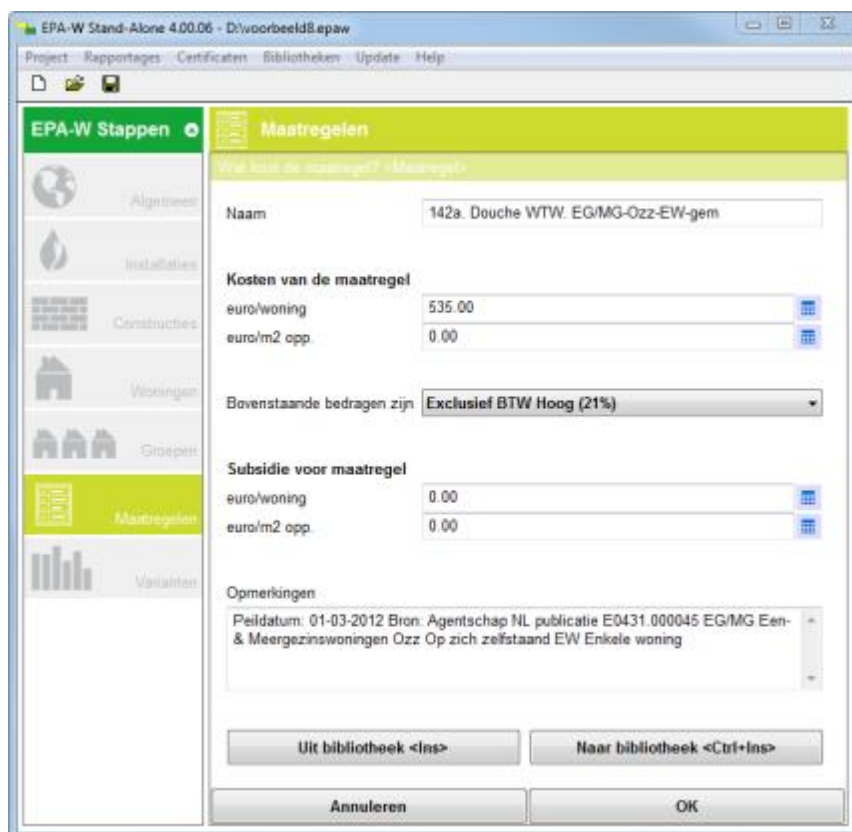 EPA-W Stand-Alone 4.00.06 - D:\voorbeeld8.epaw
Project Rapportages Certificaten Bibliotheken Update Help
EPA-W Stappen
Maatregelen
Wat kost de maatregel? <Maatregel>
Algemeen
Installaties
Constructies
Woningen
Groepen
Maatregelen
Varianten
Naam 142a. Douche WTW. EG/MG-Ozz-EW-gem
Kosten van de maatregel
euro/woning 535.00
euro/m2 opp. 0.00
Bovenstaande bedragen zijn Exclusief BTW Hoog (21%)
Subsidie voor maatregel
euro/woning 0.00
euro/m2 opp. 0.00
Opmerkingen
Peildatum: 01-03-2012 Bron: Agentschap NL publicatie E0431.000045 EG/MG Een-
& Meergezinswoningen Ozz Op zich zelfstaand EW Enkele woning
Uit bibliotheek <Ins> Naar bibliotheek <Ctrl+Ins>
Annuleren OK